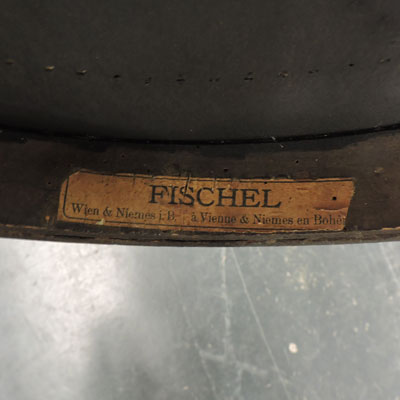 FISCHEL
Wien & Niemes i. B. à Vienne & Niemes en Bohê